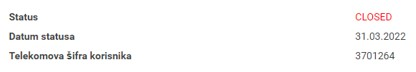 Status CLOSED
Datum statusa 31.03.2022
Telekomova šifra korisnika 3701264